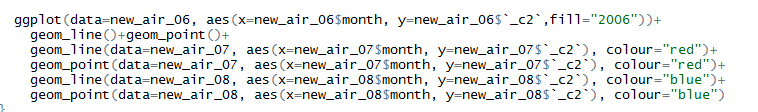 ggplot(data=new_air_06, aes(x=new_air_06$month, y=new_air_06$`_c2`,fill="2006"))+
geom_line()+geom_point()+
geom_line(data=new_air_07, aes(x=new_air_07$month, y=new_air_07$`_c2`), colour="red")+
geom_point(data=new_air_07, aes(x=new_air_07$month, y=new_air_07$`_c2`), colour="red")+
geom_line(data=new_air_08, aes(x=new_air_08$month, y=new_air_08$`_c2`), colour="blue")+
geom_point(data=new_air_08, aes(x=new_air_08$month, y=new_air_08$`_c2`), colour="blue")
}